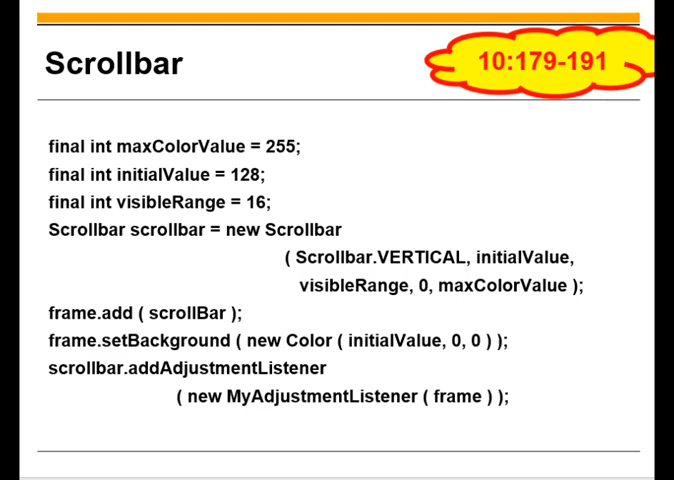 Scrollbar
10:179-191
final int maxColorValue = 255;
final int initialValue = 128;
final int visibleRange = 16;
Scrollbar scrollbar = new Scrollbar
( Scrollbar.VERTICAL, initialValue,
visibleRange, 0, maxColorValue );
frame.add ( scrollBar );
frame.setBackground ( new Color ( initialValue, 0, 0 ) );
scrollbar.addAdjustmentListener
( new MyAdjustmentListener ( frame ) );